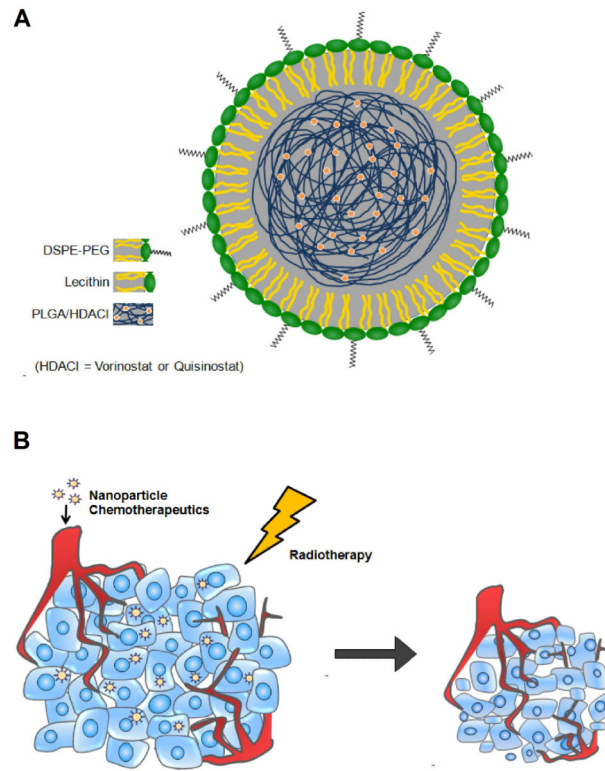 A
DSPE-PEG
Lecithin
PLGA/HDACI
(HDACI = Vorinostat or Quisinostat)
B
Nanoparticle
Chemotherapeutics
Radiotherapy